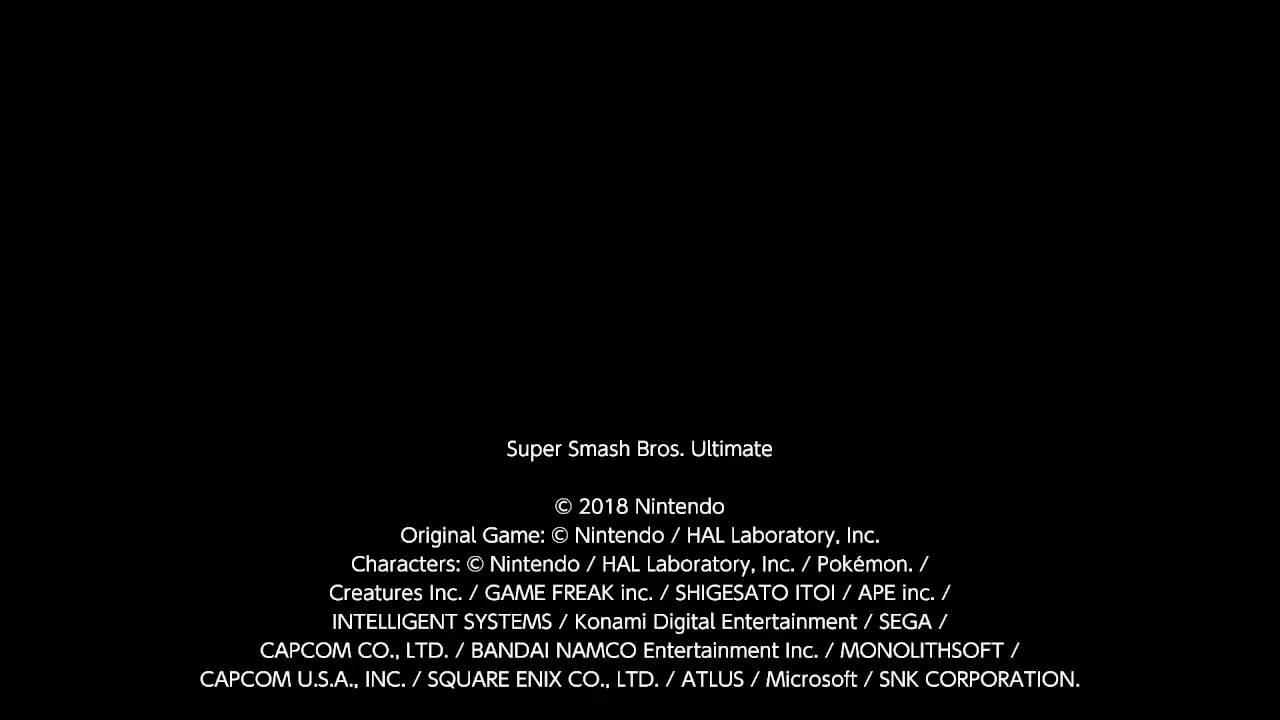 Super Smash Bros. Ultimate
© 2018 Nintendo
Original Game: © Nintendo / HAL Laboratory, Inc.
Characters: © Nintendo / HAL Laboratory, Inc. / Pokémon. /
Creatures Inc. / GAME FREAK inc. / SHIGESATO ITOI / APE inc. /
INTELLIGENT SYSTEMS / Konami Digital Entertainment / SEGA /
CAPCOM CO., LTD. / BANDAI NAMCO Entertainment Inc. / MONOLITHSOFT /
CAPCOM U.S.A., INC. / SQUARE ENIX CO., LTD. / ATLUS / Microsoft / SNK CORPORATION.